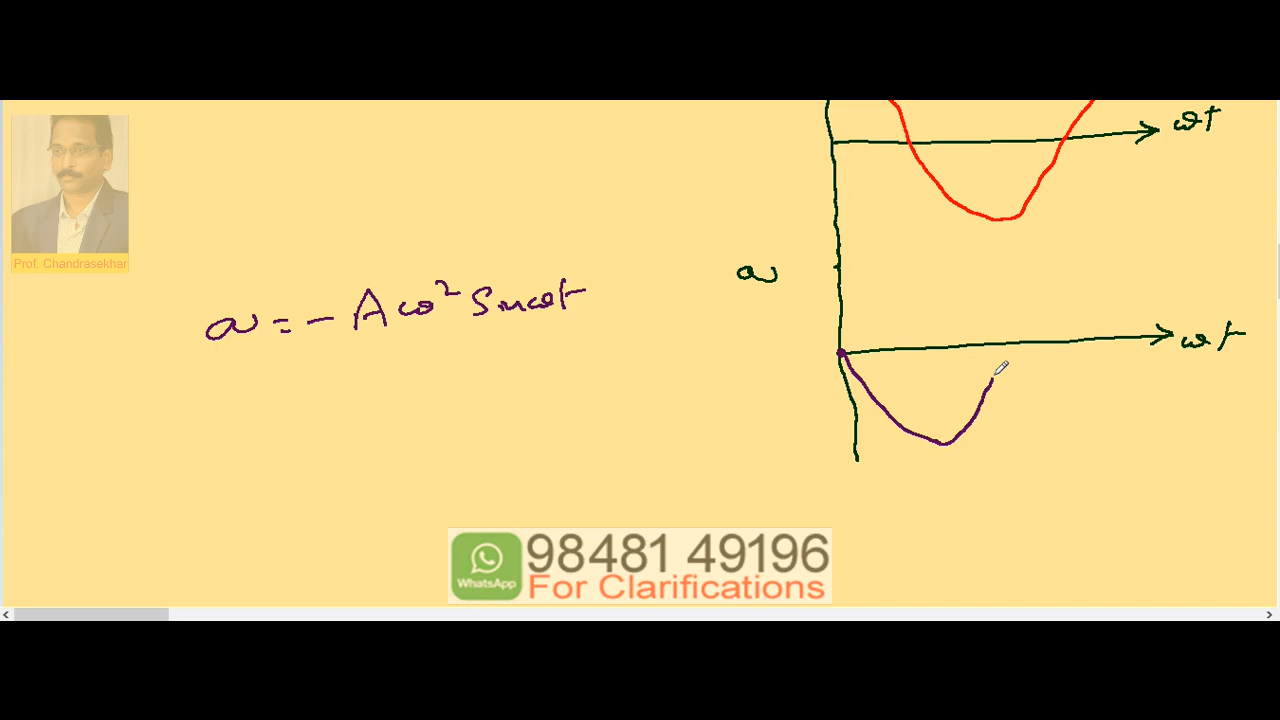 ωt
Prof. Chandrasekhar
a
a = - Aω² Sinωt
ωt
98481 49196
WhatsApp
For Clarifications